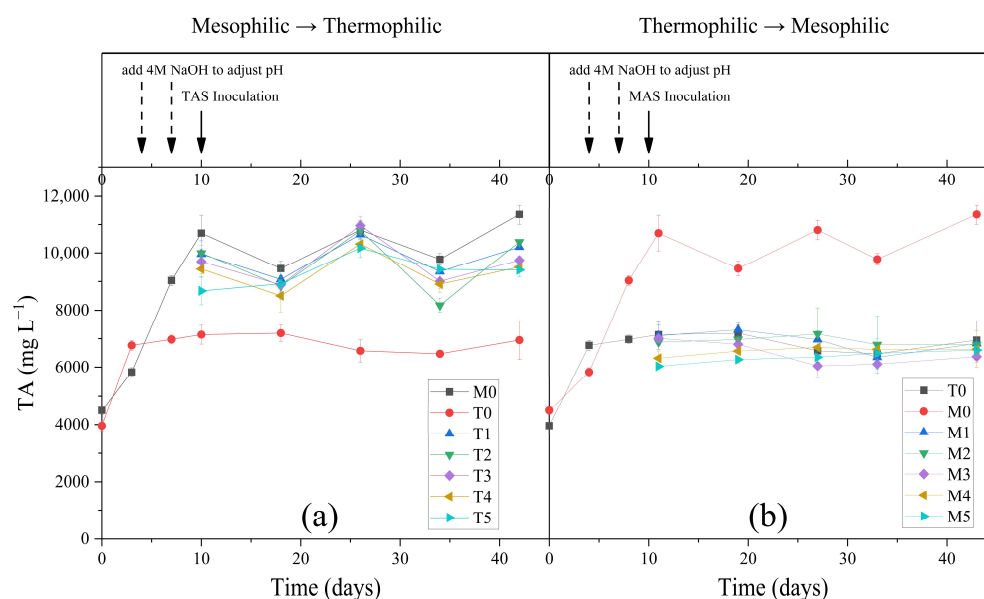 Mesophilic → Thermophilic
Thermophilic → Mesophilic
add 4M NaOH to adjust pH
TAS Inoculation
add 4M NaOH to adjust pH
MAS Inoculation
0 10 20 30 40
0 10 20 30 40
TA (mg L⁻¹)
12,000
10,000
8000
6000
4000
2000
0
M0
T0
T1
T2
T3
T4
T5
(a)
T0
M0
M1
M2
M3
M4
M5
(b)
0 10 20 30 40
0 10 20 30 40
Time (days)
Time (days)